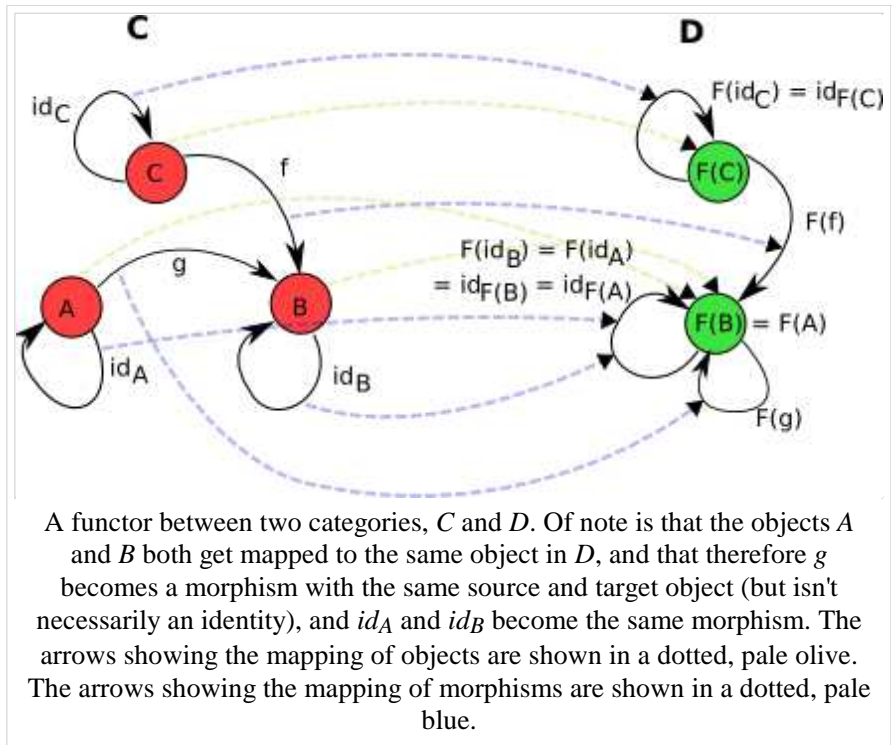 C
D
id_C
F(id_C) = id_F(C)
C
F(C)
f
F(f)
g
F(id_B) = F(id_A)
= id_F(B) = id_F(A)
A
B
F(B) = F(A)
id_A
id_B
F(g)
A functor between two categories, C and D. Of note is that the objects A
and B both get mapped to the same object in D, and that therefore g
becomes a morphism with the same source and target object (but isn't
necessarily an identity), and id_A and id_B become the same morphism. The
arrows showing the mapping of objects are shown in a dotted, pale olive.
The arrows showing the mapping of morphisms are shown in a dotted, pale
blue.